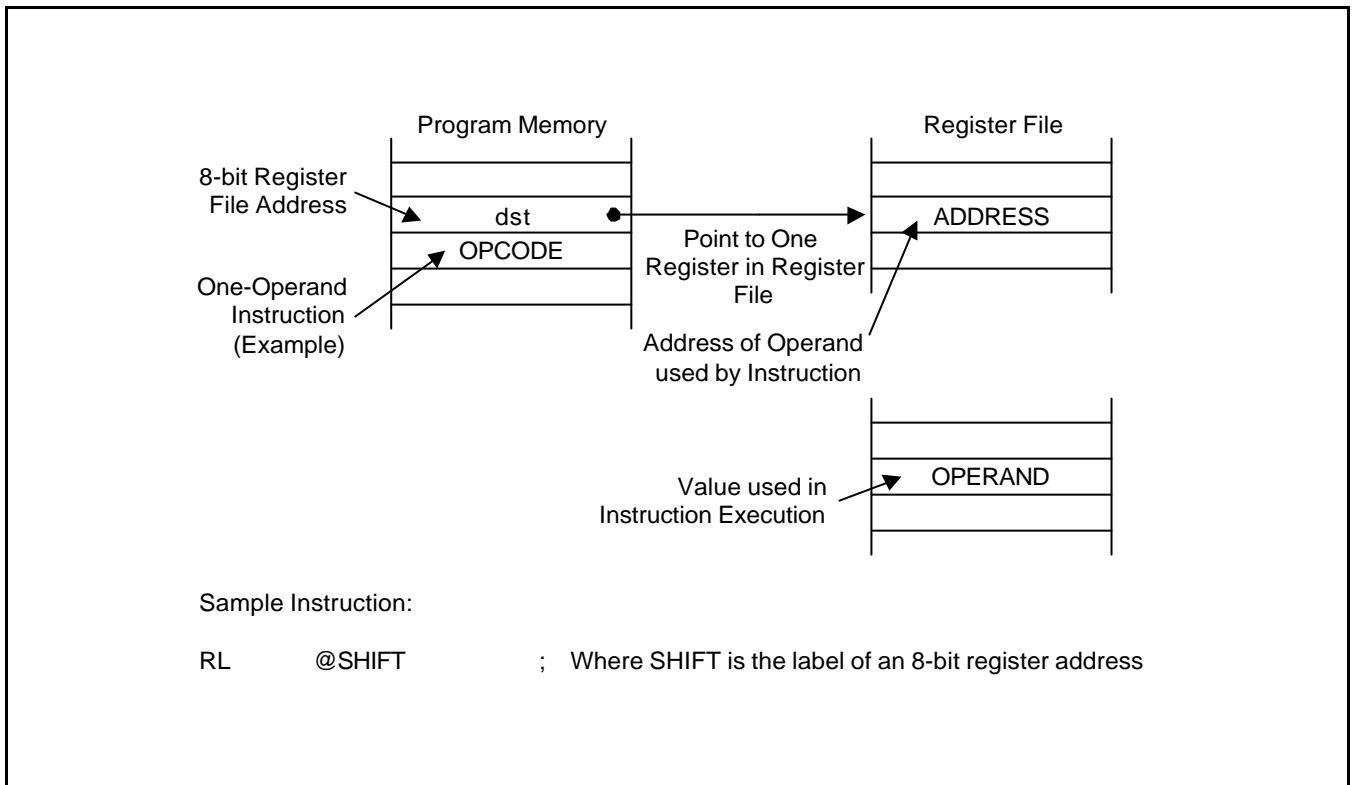 Program Memory
Register File
8-bit Register
File Address
dst
ADDRESS
OPCODE
Point to One
Register in Register
File
One-Operand
Instruction
(Example)
Address of Operand
used by Instruction
OPERAND
Value used in
Instruction Execution
Sample Instruction:
RL @SHIFT ; Where SHIFT is the label of an 8-bit register address